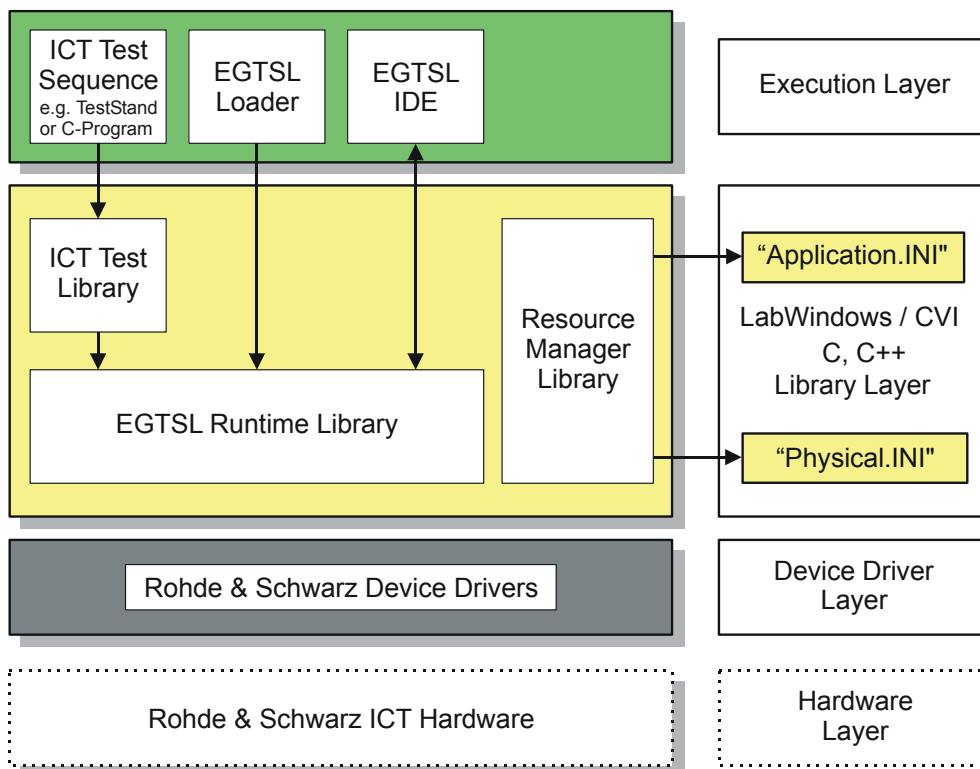 ICT Test
Sequence
e.g. TestStand
or C-Program
EGTSL
Loader
EGTSL
IDE
Execution Layer
ICT Test
Library
EGTSL Runtime Library
Resource
Manager
Library
“Application.INI"
LabWindows / CVI
C, C++
Library Layer
“Physical.INI"
Rohde & Schwarz Device Drivers
Device Driver
Layer
Rohde & Schwarz ICT Hardware
Hardware
Layer